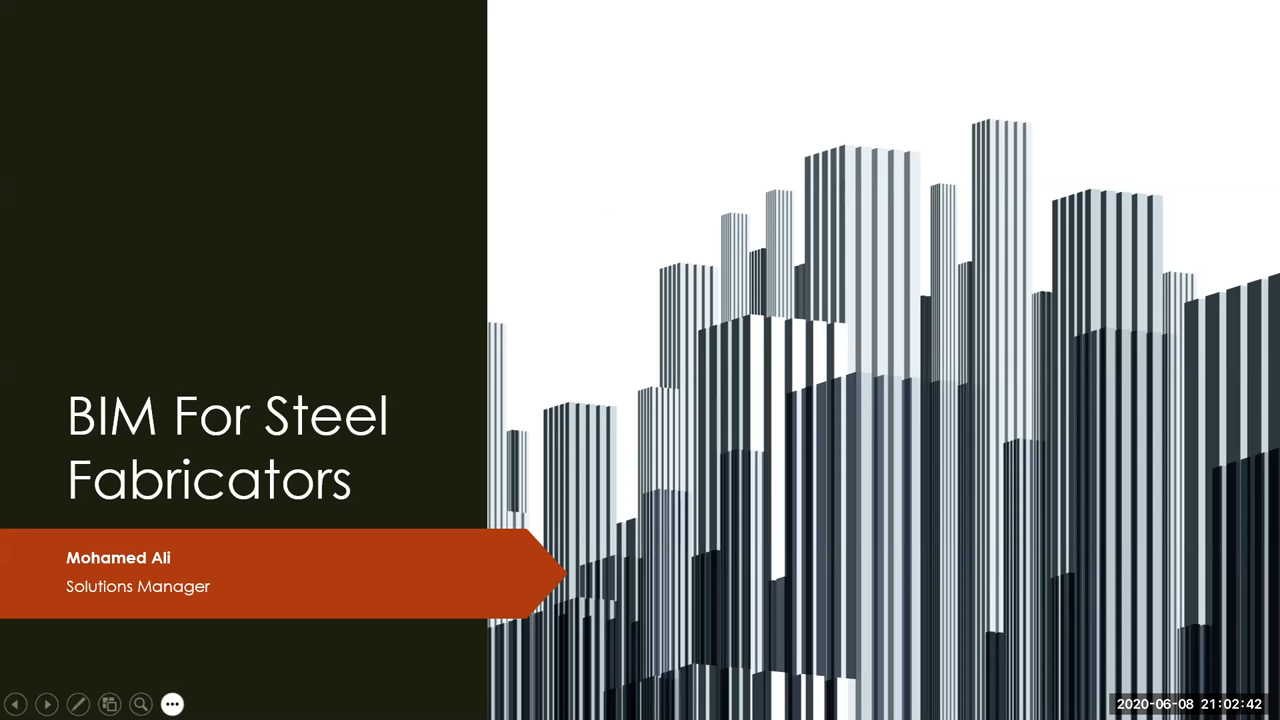 BIM For Steel
Fabricators
Mohamed Ali
Solutions Manager
2020-06-08 21:02:42